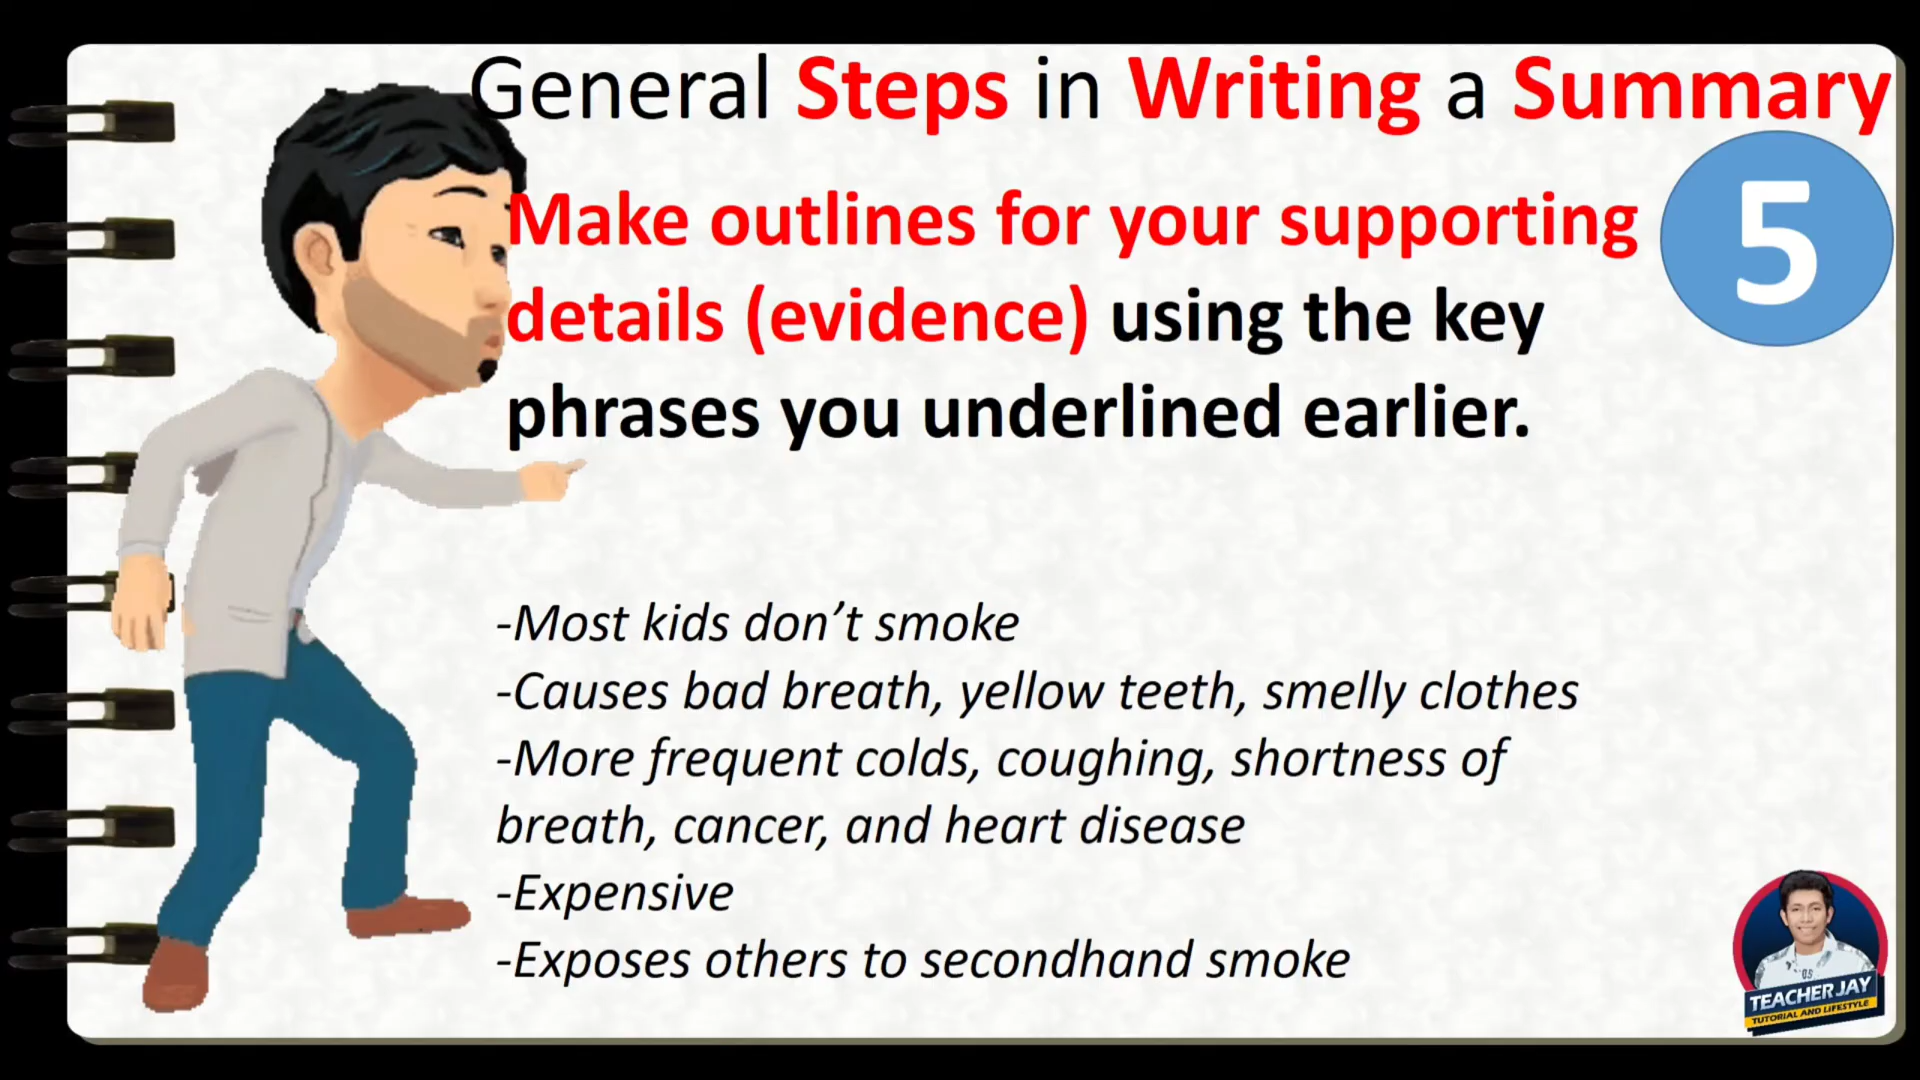 General Steps in Writing a Summary
5
Make outlines for your supporting
details (evidence) using the key
phrases you underlined earlier.
-Most kids don’t smoke
-Causes bad breath, yellow teeth, smelly clothes
-More frequent colds, coughing, shortness of
breath, cancer, and heart disease
-Expensive
-Exposes others to secondhand smoke
TEACHER JAY
TUTORIAL AND LIFESTYLE